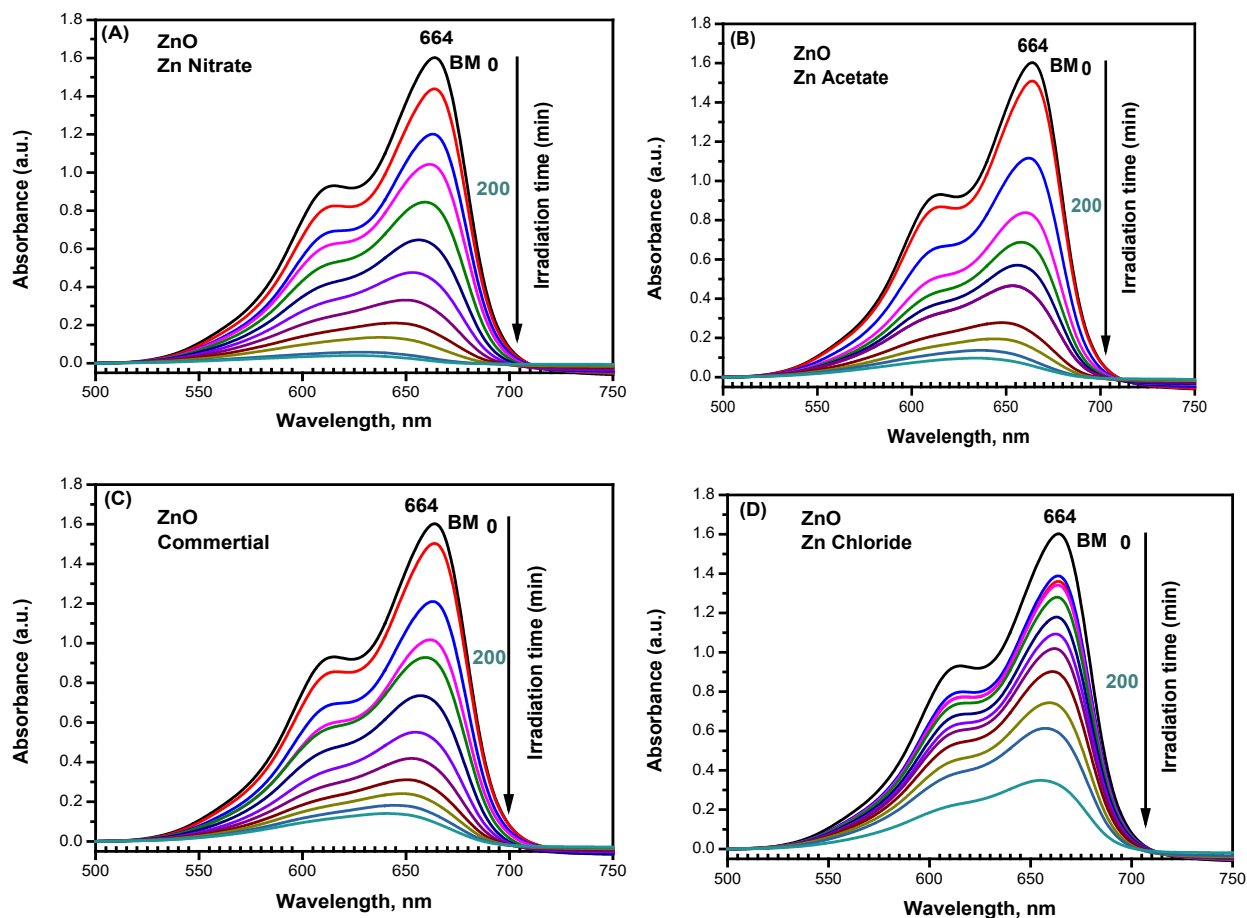 (A)
ZnO
Zn Nitrate
664
BM 0
200
Irradiation time (min)
Absorbance (a.u.)
1.8
1.6
1.4
1.2
1.0
0.8
0.6
0.4
0.2
0.0
500 550 600 650 700 750
Wavelength, nm
(B)
ZnO
Zn Acetate
664
BM 0
200
Irradiation time (min)
Absorbance (a.u.)
1.8
1.6
1.4
1.2
1.0
0.8
0.6
0.4
0.2
0.0
500 550 600 650 700 750
Wavelength, nm
(C)
ZnO
Commertial
664
BM 0
200
Irradiation time (min)
Absorbance (a.u.)
1.8
1.6
1.4
1.2
1.0
0.8
0.6
0.4
0.2
0.0
500 550 600 650 700 750
Wavelength, nm
(D)
ZnO
Zn Chloride
664
BM 0
200
Irradiation time (min)
Absorbance (a.u.)
1.8
1.6
1.4
1.2
1.0
0.8
0.6
0.4
0.2
0.0
500 550 600 650 700 750
Wavelength, nm